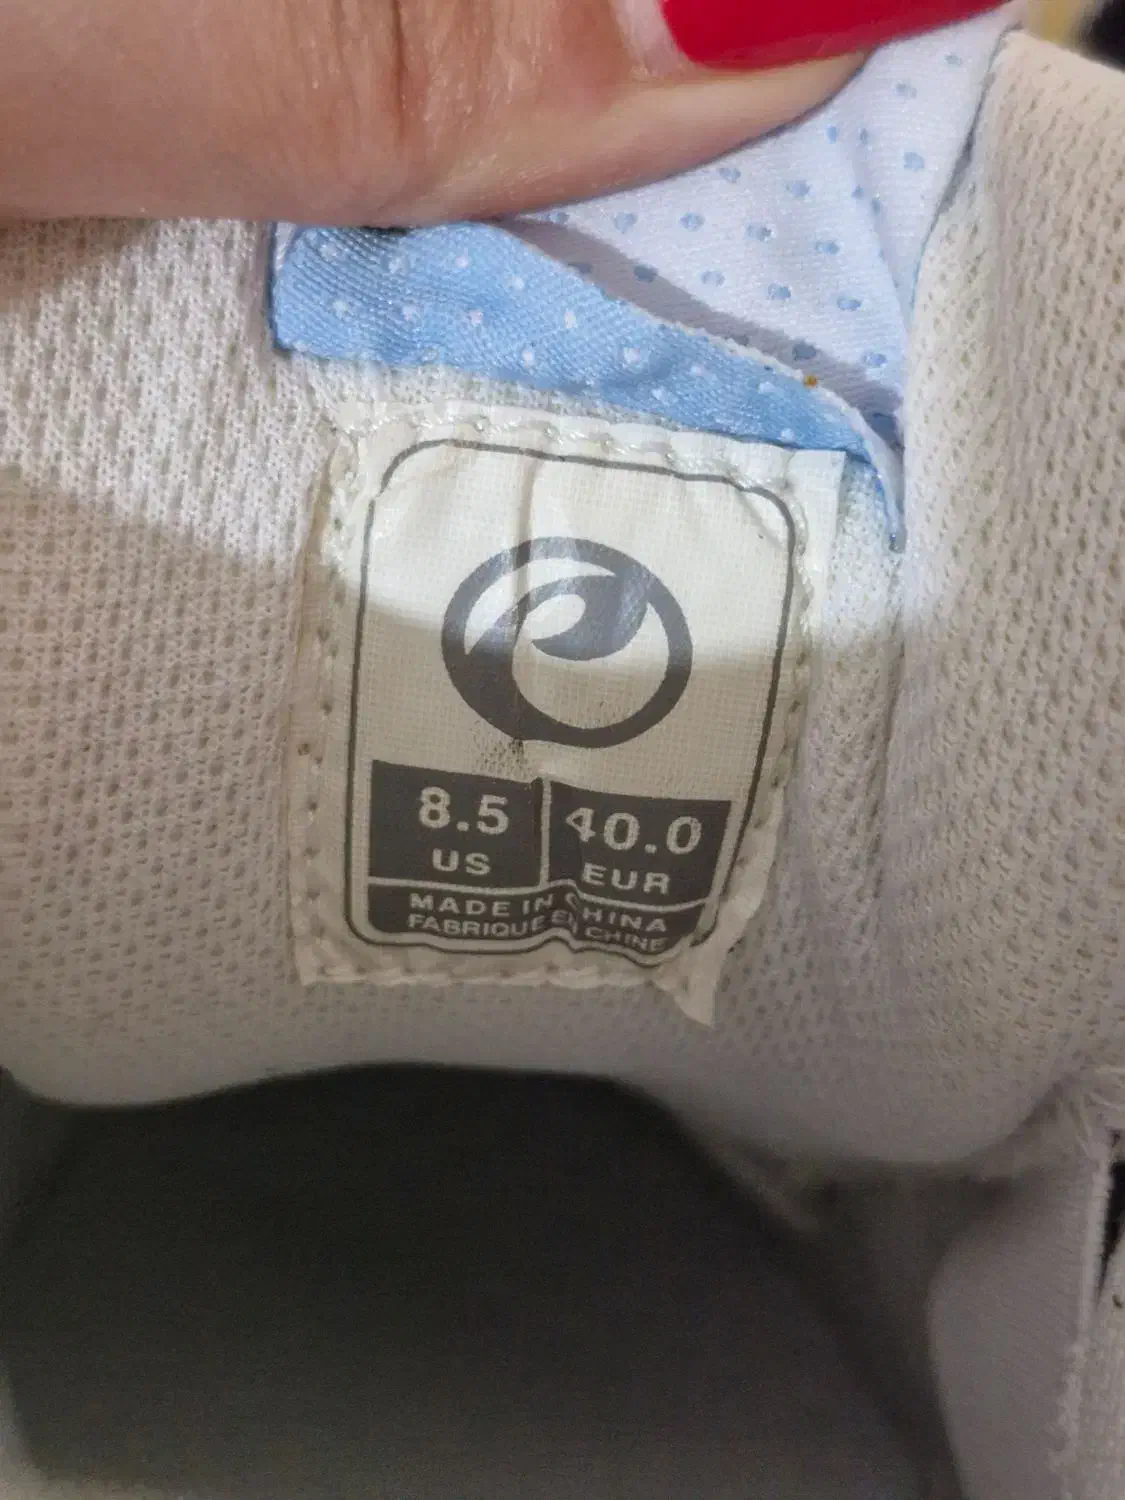 8.5 40.0
US EUR
MADE IN CHINA
FABRIQUE EN CHINE